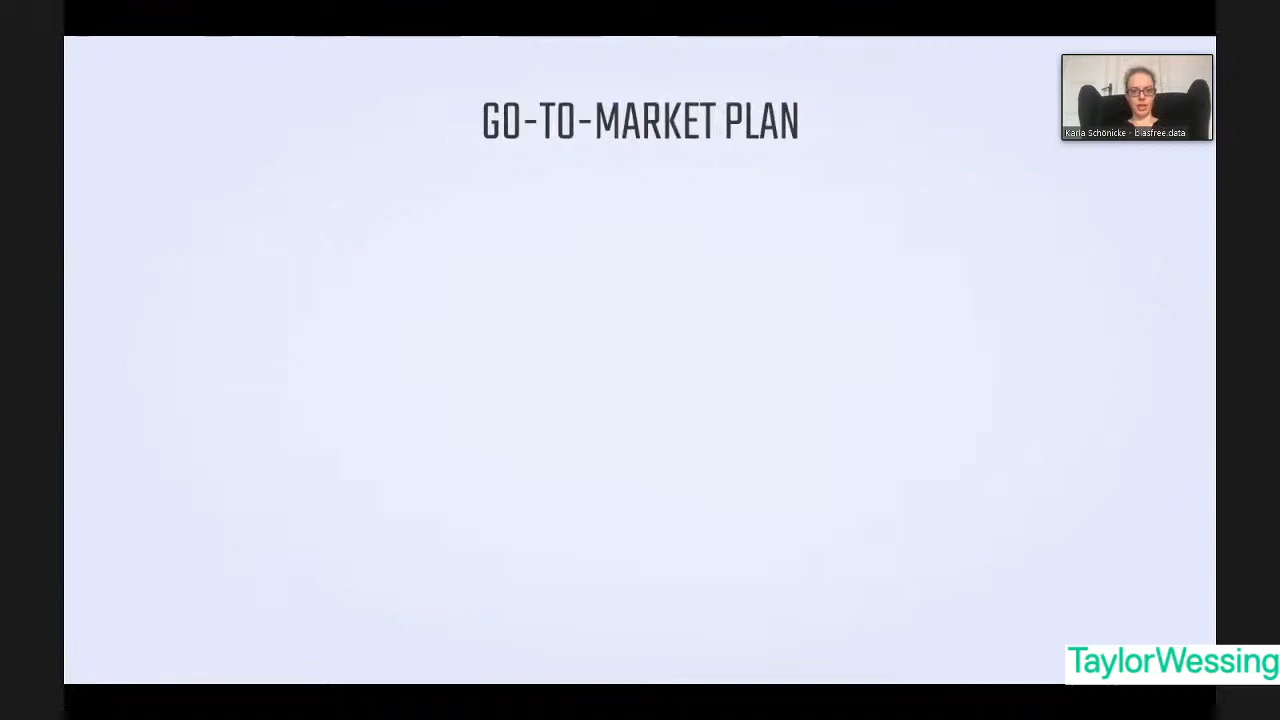 GO-TO-MARKET PLAN
Karla Schönicke - biasfree.data
TaylorWessing